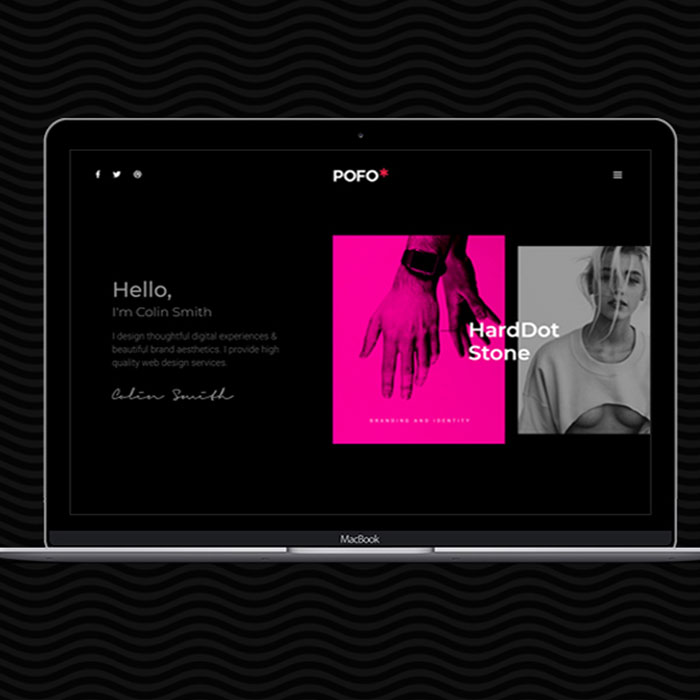 POFO*
Hello,
I'm Colin Smith
I design thoughtful digital experiences &
beautiful brand aesthetics. I provide high
quality web design services.
Colin Smith
HardDot
Stone
BRANDING AND IDENTITY
MacBook